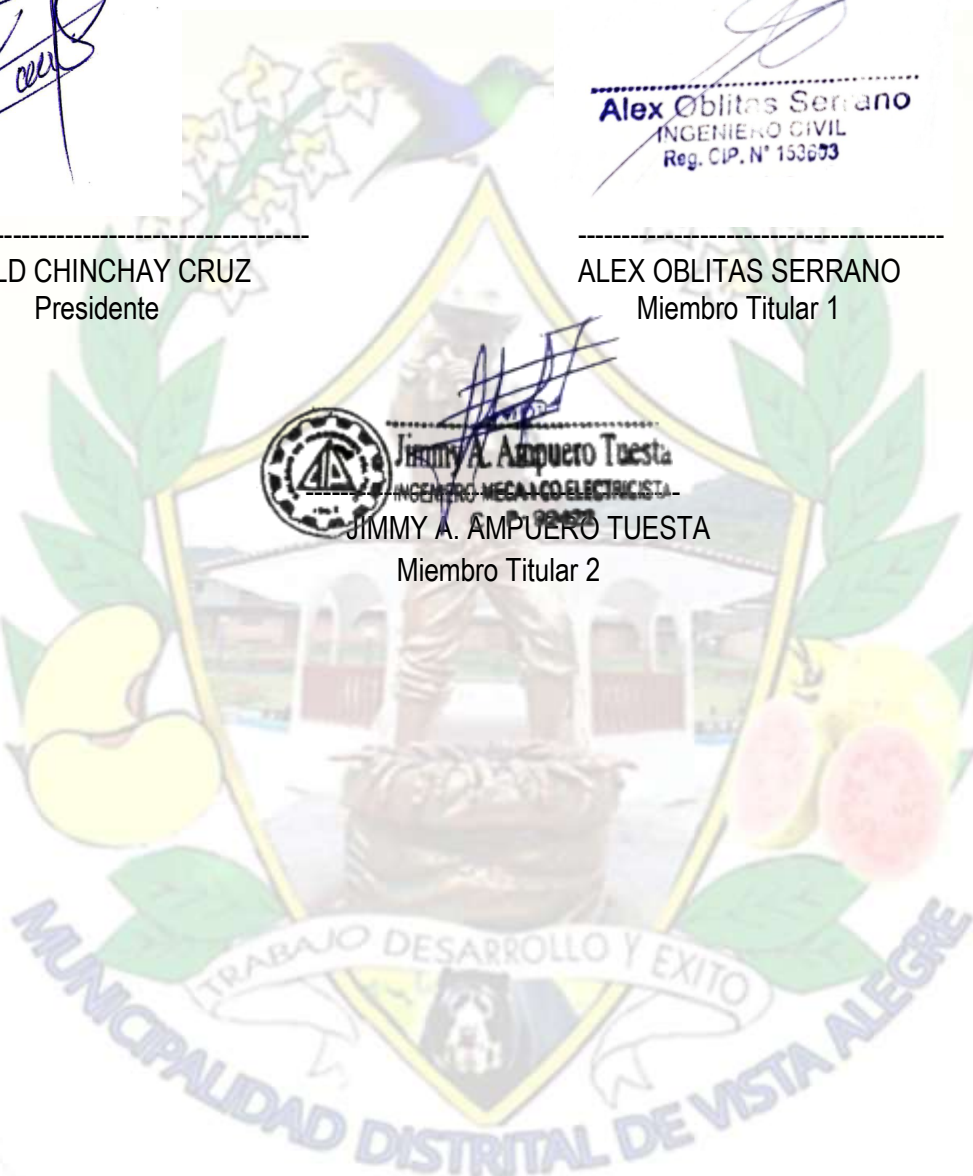 Alex Oblitas Serrano
INGENIERO CIVIL
Reg. CIP. N° 153693
LD CHINCHAY CRUZ
Presidente
ALEX OBLITAS SERRANO
Miembro Titular 1
Jimmy A. Ampuero Tuesta
INGENIERO MECANICO ELECTRICISTA
JIMMY A. AMPUERO TUESTA
Miembro Titular 2
TRABAJO DESARROLLO Y EXITO
MUNICIPALIDAD DISTRITAL DE VISTA ALEGRE